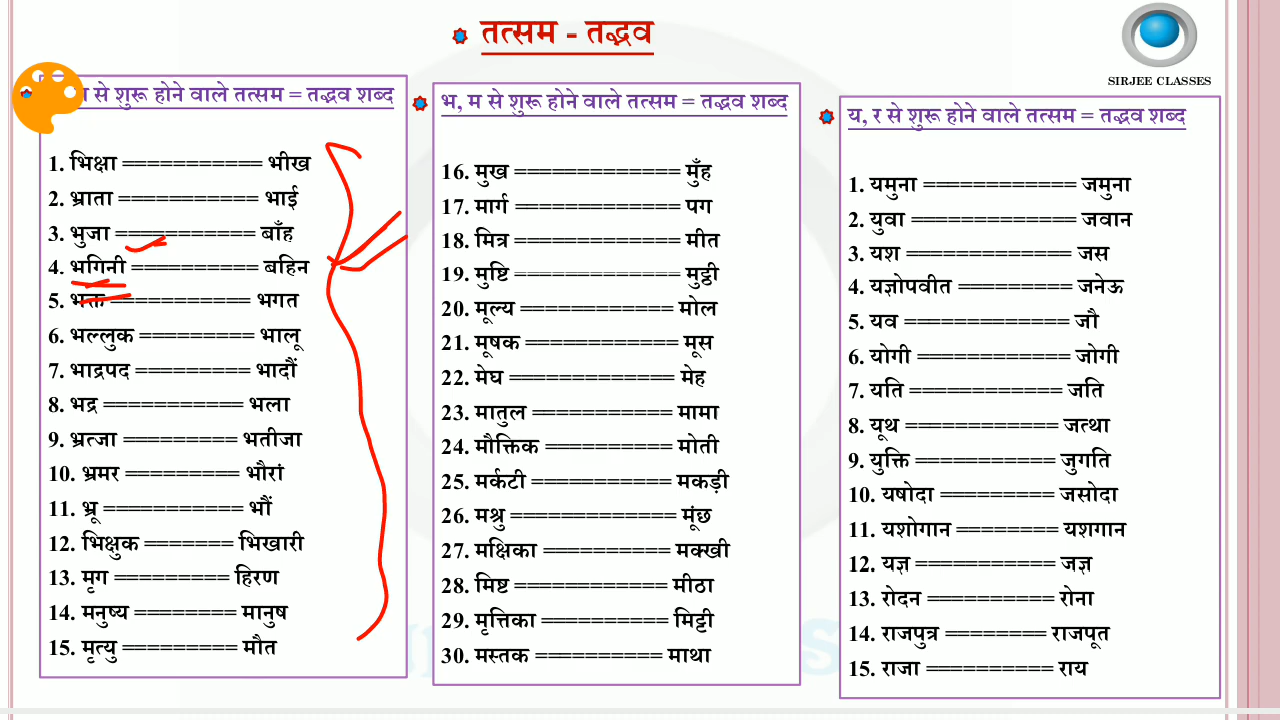 तत्सम - तद्भव
SIRJEE CLASSES
से शुरू होने वाले तत्सम = तद्भव शब्द
1. भिक्षा =========== भीख
2. भ्राता =========== भाई
3. भुजा =========== बाँह
4. भगिनी ========== बहिन
5. भक्त =========== भगत
6. भल्लुक ========== भालू
7. भाद्रपद ========= भादौं
8. भद्र =========== भला
9. भ्रत्जा ========= भतीजा
10. भ्रमर ========= भौरां
11. भ्रू =========== भौं
12. भिक्षुक ======= भिखारी
13. मृग ========= हिरण
14. मनुष्य ======== मानुष
15. मृत्यु ========= मौत
भ, म से शुरू होने वाले तत्सम = तद्भव शब्द
16. मुख ============= मुँह
17. मार्ग ============= पग
18. मित्र ============= मीत
19. मुष्टि ============= मुट्ठी
20. मूल्य ============ मोल
21. मूषक ============ मूस
22. मेघ ============= मेह
23. मातुल =========== मामा
24. मौक्तिक ========== मोती
25. मर्कटी =========== मकड़ी
26. मश्रु ============= मूंछ
27. मक्षिका ========== मक्खी
28. मिष्ट ============ मीठा
29. मृत्तिका ========== मिट्टी
30. मस्तक ========== माथा
य, र से शुरू होने वाले तत्सम = तद्भव शब्द
1. यमुना ============ जमुना
2. युवा ============= जवान
3. यश ============= जस
4. यज्ञोपवीत ========= जनेऊ
5. यव ============= जौ
6. योगी ============ जोगी
7. यति ============ जति
8. यूथ ============ जत्था
9. युक्ति =========== जुगति
10. यषोदा ========= जसोदा
11. यशोगान ======== यशगान
12. यज्ञ =========== जज्ञ
13. रोदन ========== रोना
14. राजपुत्र ======== राजपूत
15. राजा ========== राय